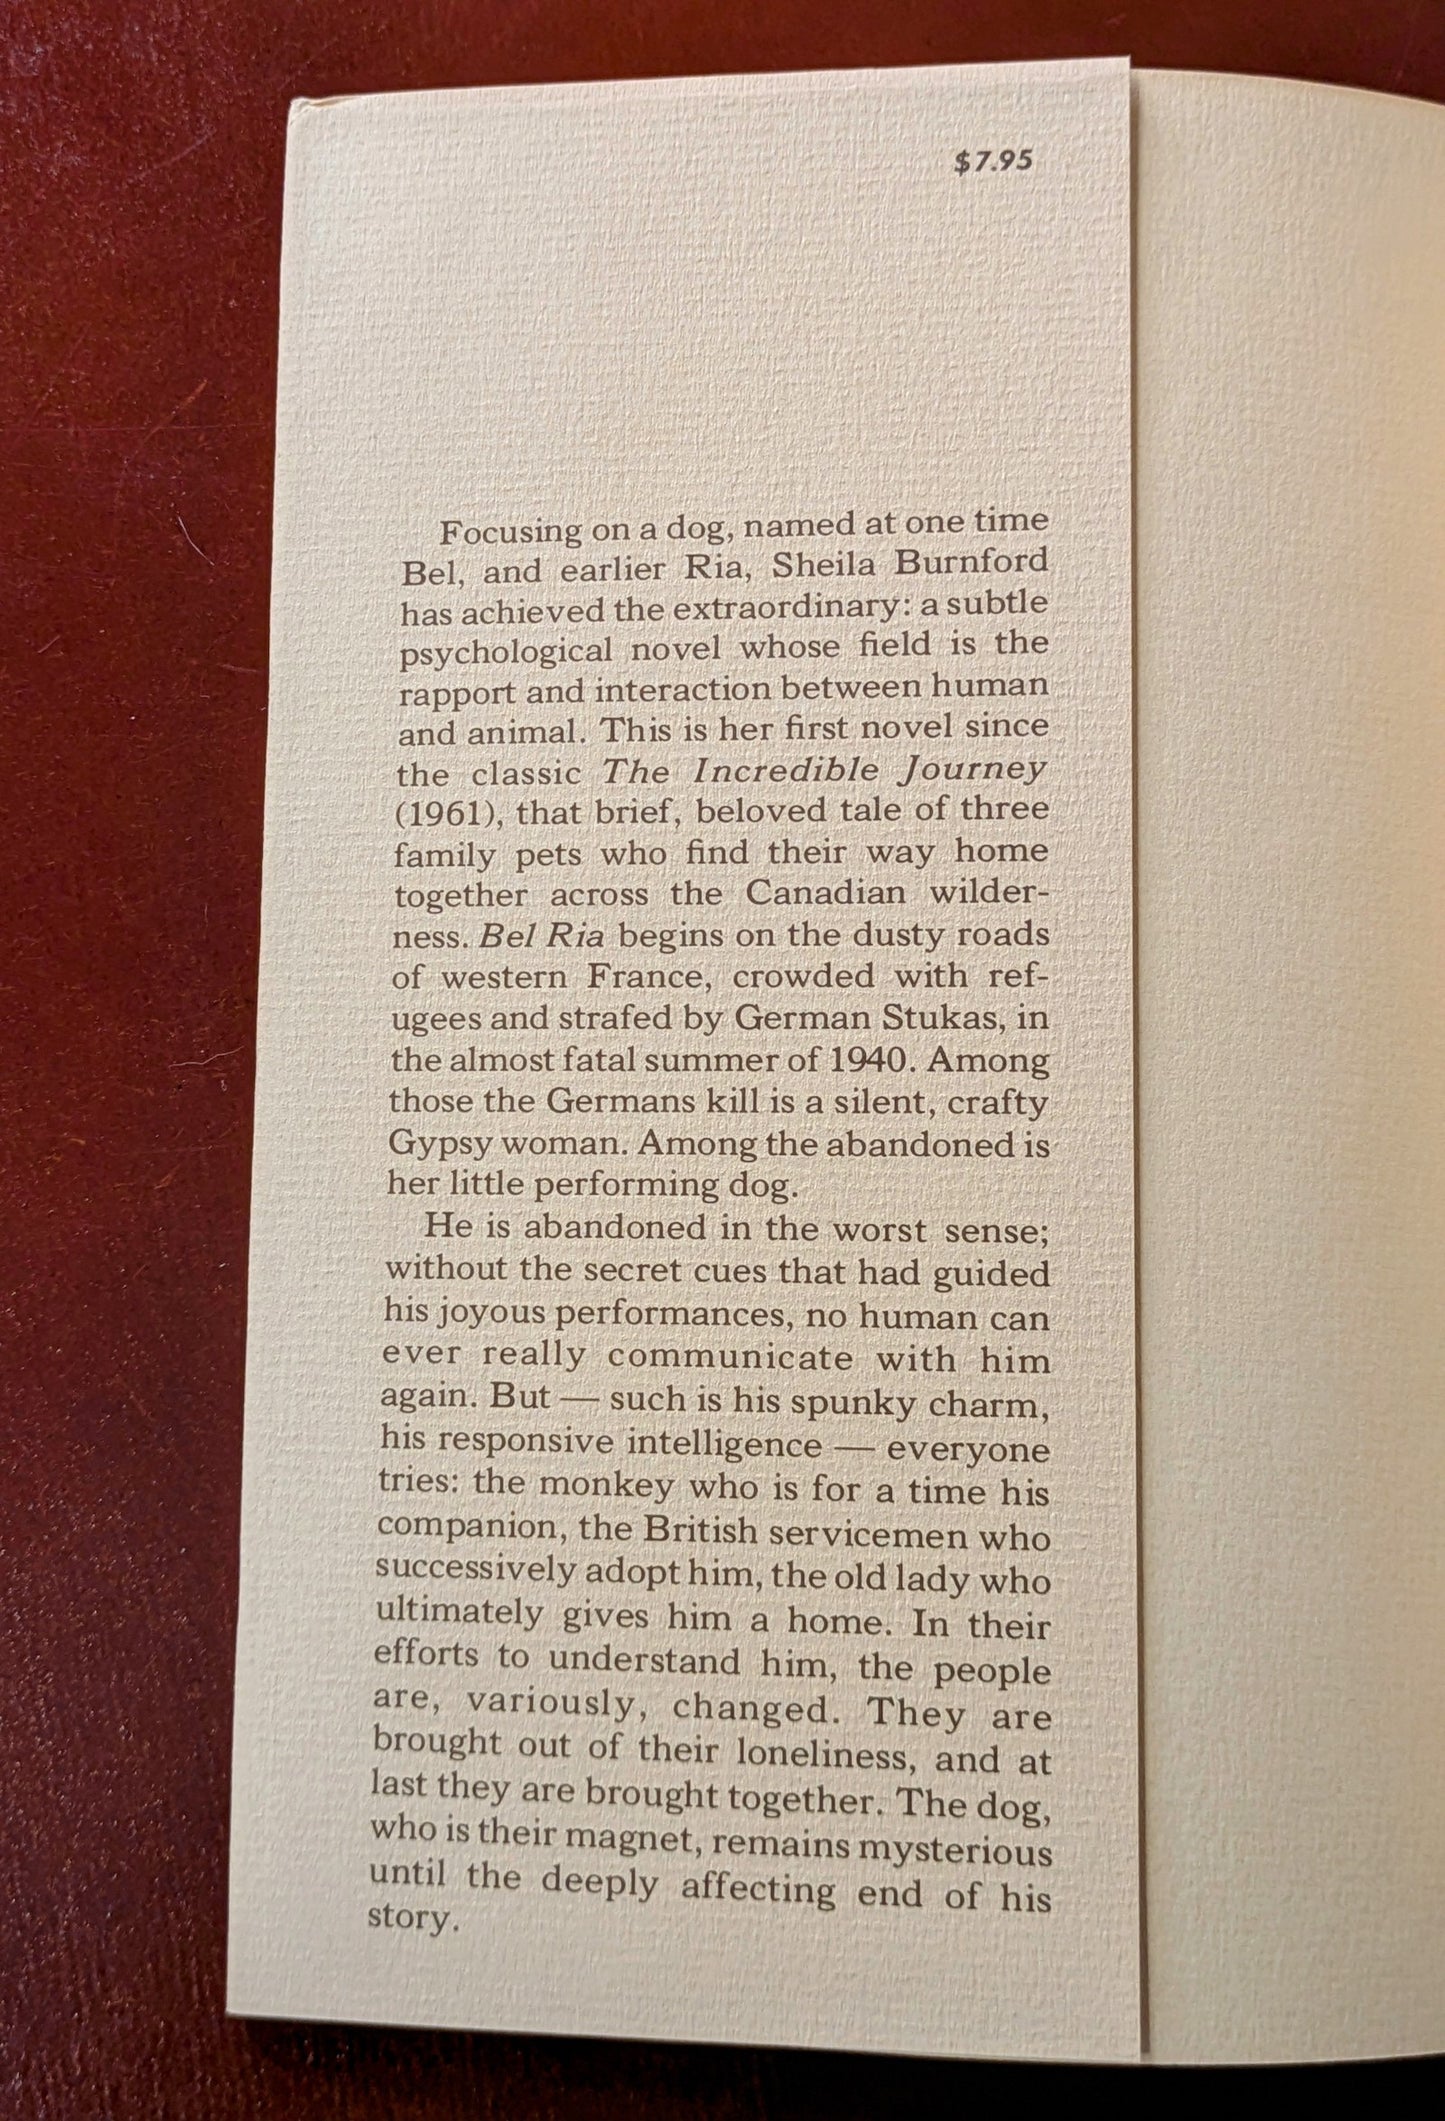 $7.95
Focusing on a dog, named at one time
Bel, and earlier Ria, Sheila Burnford
has achieved the extraordinary: a subtle
psychological novel whose field is the
rapport and interaction between human
and animal. This is her first novel since
the classic The Incredible Journey
(1961), that brief, beloved tale of three
family pets who find their way home
together across the Canadian wilder-
ness. Bel Ria begins on the dusty roads
of western France, crowded with ref-
ugees and strafed by German Stukas, in
the almost fatal summer of 1940. Among
those the Germans kill is a silent, crafty
Gypsy woman. Among the abandoned is
her little performing dog.
He is abandoned in the worst sense;
without the secret cues that had guided
his joyous performances, no human can
ever really communicate with him
again. But — such is his spunky charm,
his responsive intelligence — everyone
tries: the monkey who is for a time his
companion, the British servicemen who
successively adopt him, the old lady who
ultimately gives him a home. In their
efforts to understand him, the people
are, variously, changed. They are
brought out of their loneliness, and at
last they are brought together. The dog,
who is their magnet, remains mysterious
until the deeply affecting end of his
story.